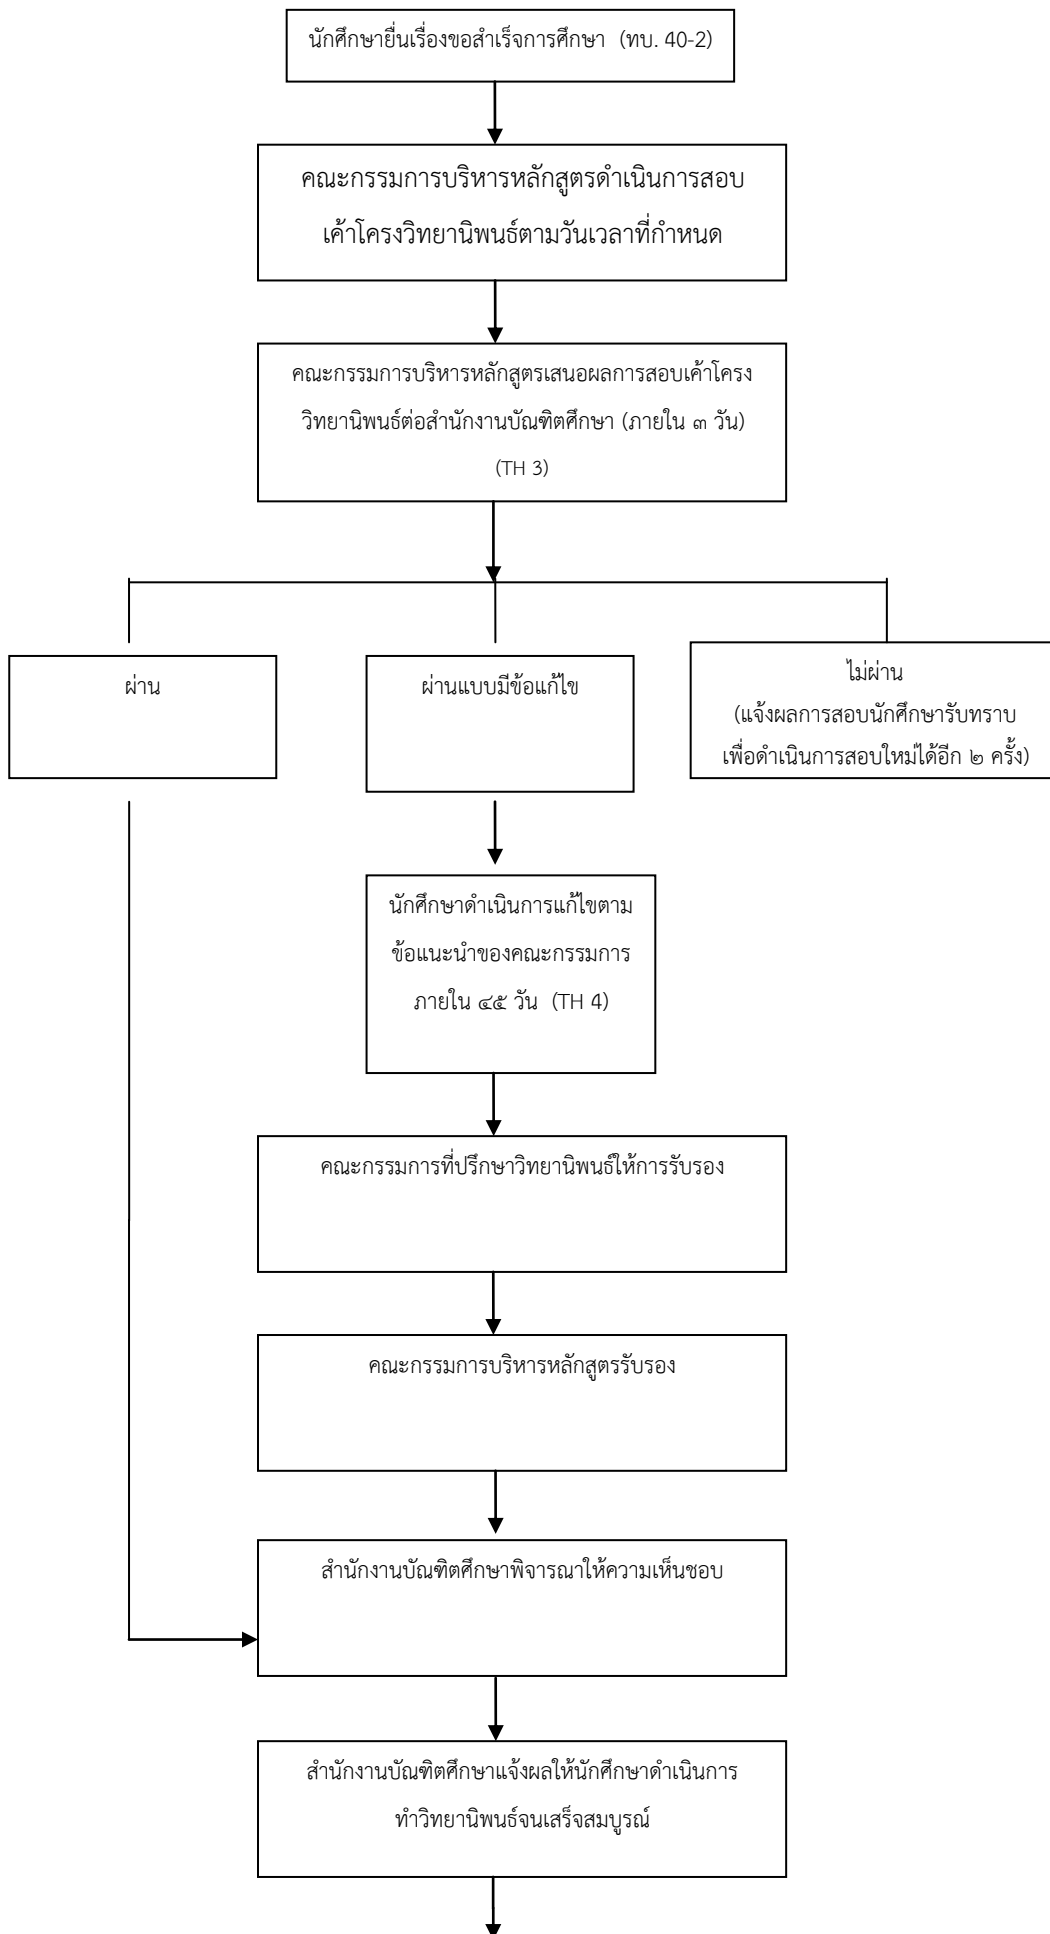 นักศึกษายื่นเรื่องขอสำเร็จการศึกษา (ทบ. 40-2)
คณะกรรมการบริหารหลักสูตรดำเนินการสอบ
เค้าโครงวิทยานิพนธ์ตามวันเวลาที่กำหนด
คณะกรรมการบริหารหลักสูตรเสนอผลการสอบเค้าโครง
วิทยานิพนธ์ต่อสำนักงานบัณฑิตศึกษา (ภายใน ๓ วัน)
(TH 3)
ผ่าน
ผ่านแบบมีข้อแก้ไข
ไม่ผ่าน
(แจ้งผลการสอบนักศึกษารับทราบ
เพื่อดำเนินการสอบใหม่ได้อีก ๒ ครั้ง)
นักศึกษาดำเนินการแก้ไขตาม
ข้อแนะนำของคณะกรรมการ
ภายใน ๔๕ วัน (TH 4)
คณะกรรมการที่ปรึกษาวิทยานิพนธ์ให้การรับรอง
คณะกรรมการบริหารหลักสูตรรับรอง
สำนักงานบัณฑิตศึกษาพิจารณาให้ความเห็นชอบ
สำนักงานบัณฑิตศึกษาแจ้งผลให้นักศึกษาดำเนินการ
ทำวิทยานิพนธ์จนเสร็จสมบูรณ์